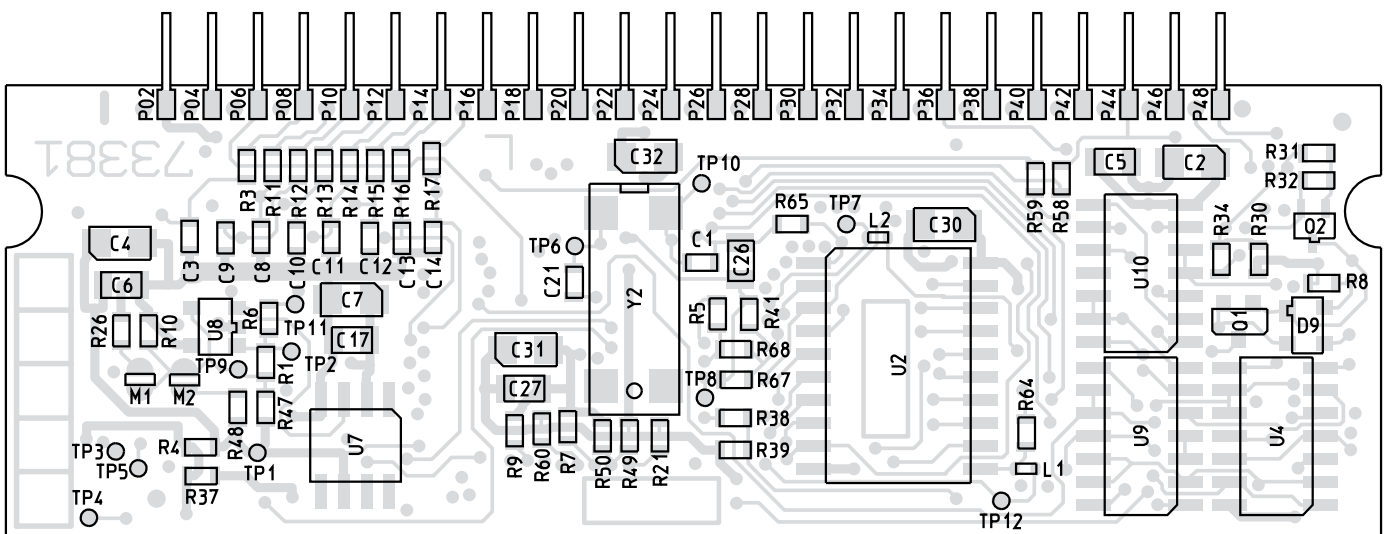 P02 P04 P06 P08 P10 P12 P14 P16 P18 P20 P22 P24 P26 P28 P30 P32 P34 P36 P38 P40 P42 P44 P46 P48
73381
C32
TP10
C5
C2
R31
R32
R3 R11 R12 R13 R14 R15 R16 R17
R59 R58
R65
TP7
L2
C30
R34
R30
Q2
C4
TP6
C1
C26
U10
C3 C9 C8 C10 C11 C12 C13 C14
C6
C21
Y2
R8
C7
R26
R10
U8
R6
TP11
R5
R41
Q1
D9
C17
C31
R68
TP9
R1
TP2
U2
M1
M2
C27
TP8
R67
R64
R48
R47
R38
U9
U4
TP3
R4
U7
R9 R60 R7 R50 R49 R21
R39
TP5
TP1
L1
R37
TP4
TP12